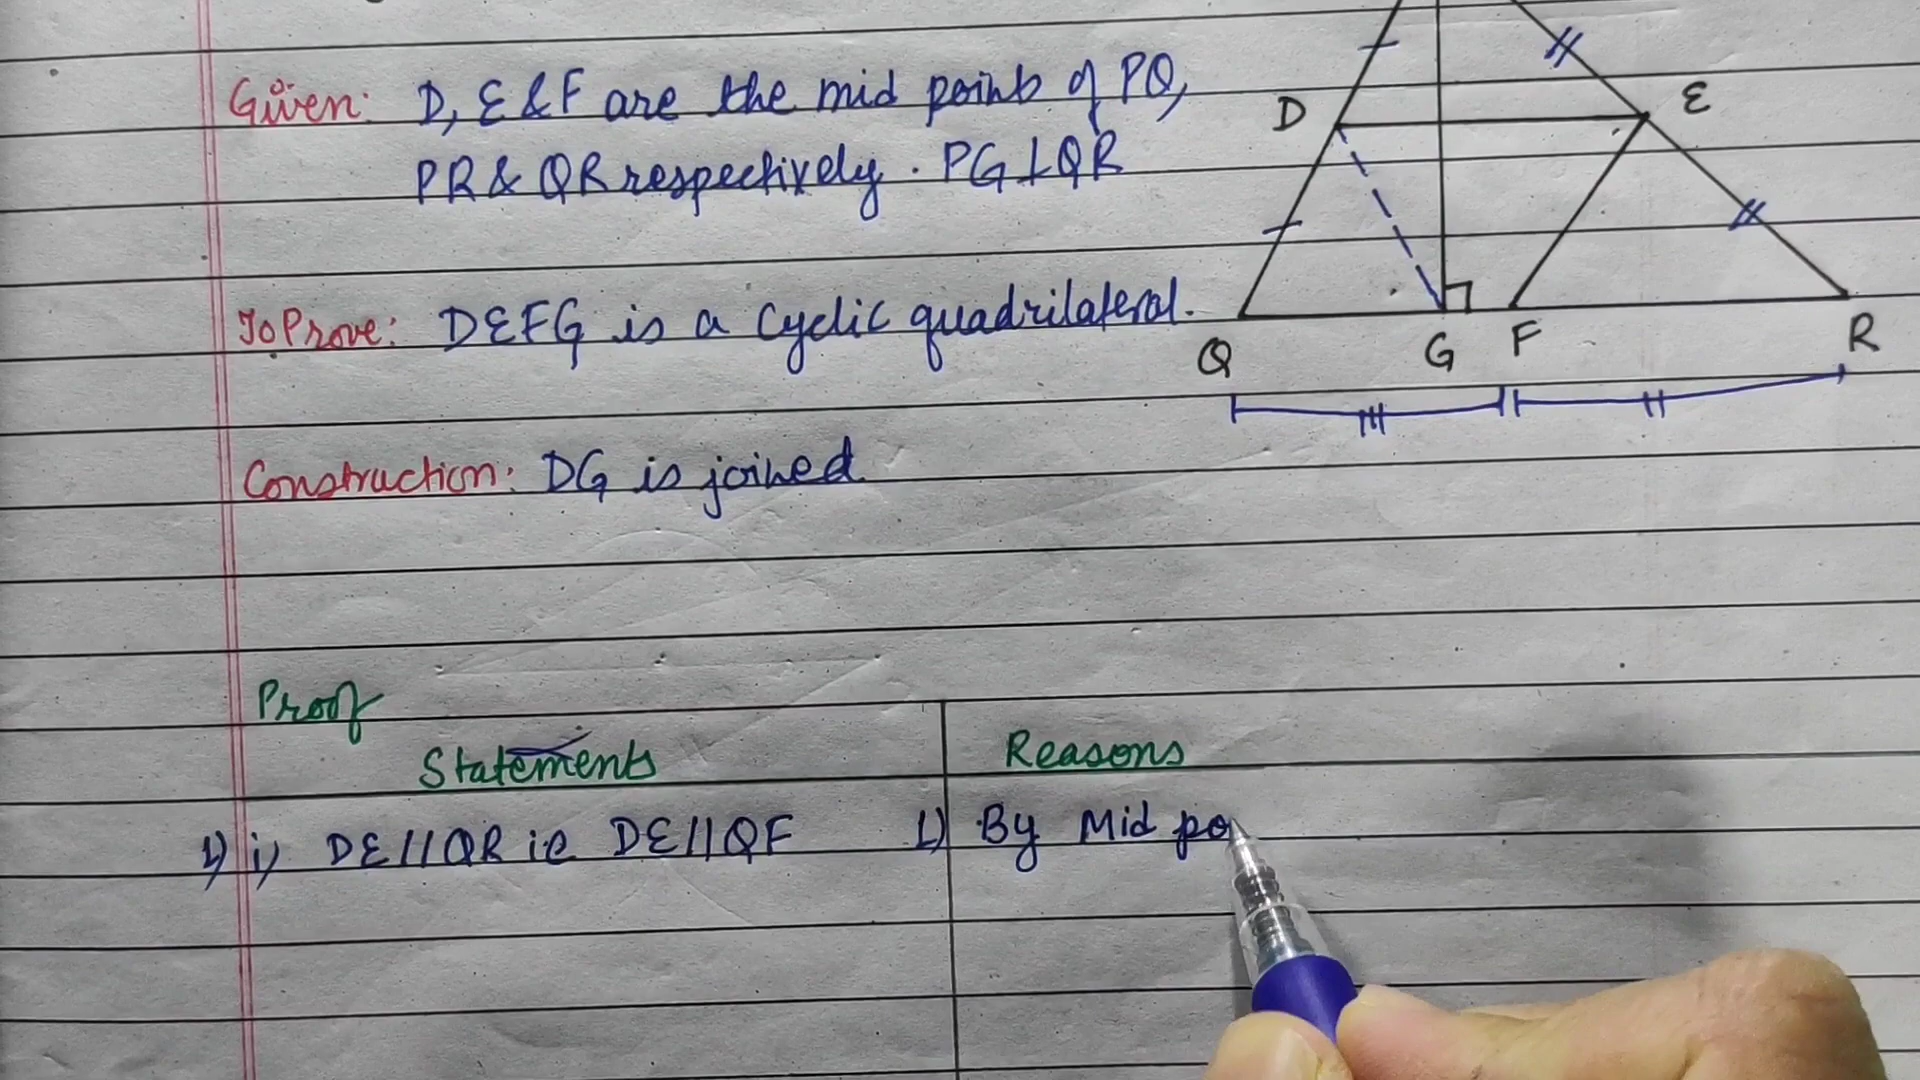 Given: D, E & F are the mid points of PQ,
PR & QR respectively. PG⊥QR
To Prove: DEFG is a cyclic quadrilateral.
Construction: DG is joined
D
E
Q
G
F
R
Proof
Statements
Reasons
1) i) DE//QR ie DE//QF
1) By Mid po